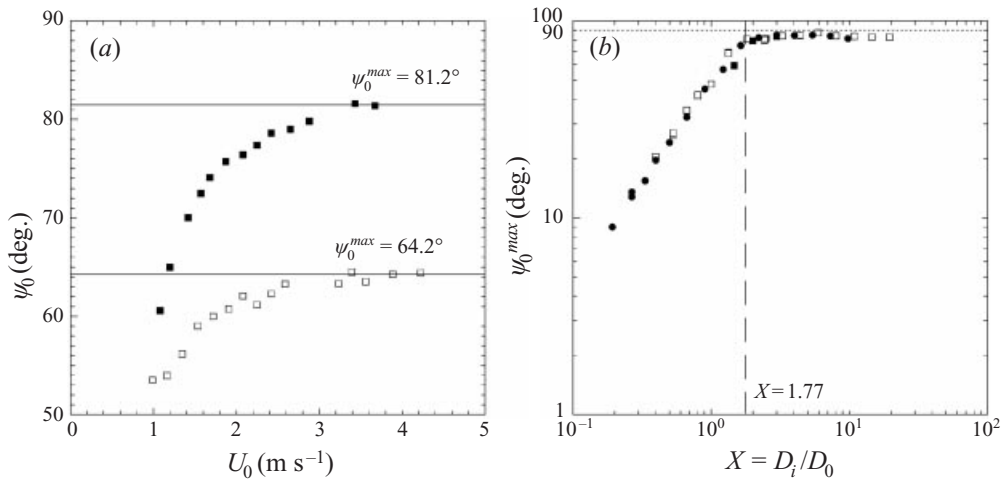 (a)
90
80
70
60
50
ψ₀ (deg.)
ψ₀ᵐᵃˣ = 81.2°
ψ₀ᵐᵃˣ = 64.2°
0 1 2 3 4 5
U₀ (m s⁻¹)
(b)
100
90
10
1
ψ₀ᵐᵃˣ (deg.)
X = 1.77
10⁻¹ 10⁰ 10¹ 10²
X = Dᵢ/D₀